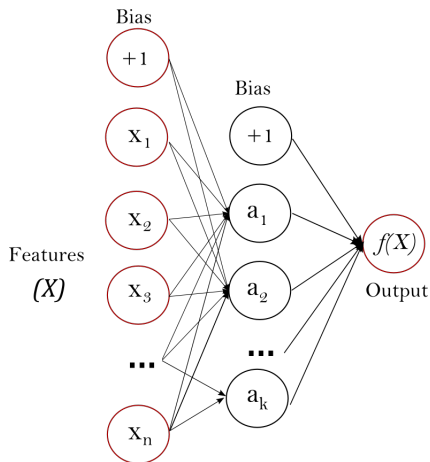 Bias
+1
x1
x2
x3
...
xn
Features
(X)
Bias
+1
a1
a2
...
ak
f(X)
Output